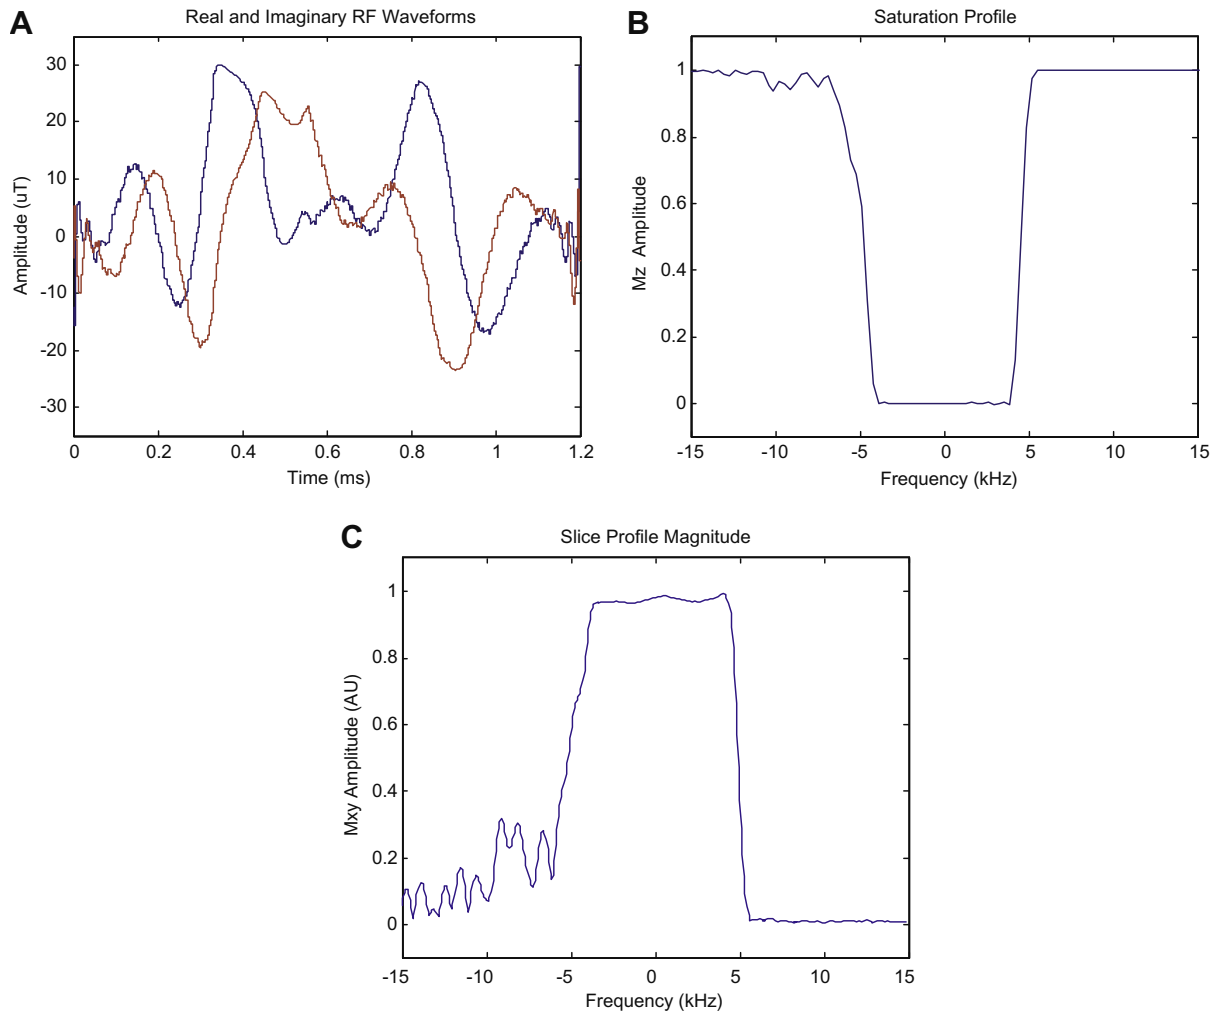 A
Real and Imaginary RF Waveforms
Amplitude (uT)
30
20
10
0
-10
-20
-30
0 0.2 0.4 0.6 0.8 1 1.2
Time (ms)
B
Saturation Profile
Mz Amplitude
1
0.8
0.6
0.4
0.2
0
-15 -10 -5 0 5 10 15
Frequency (kHz)
C
Slice Profile Magnitude
Mxy Amplitude (AU)
1
0.8
0.6
0.4
0.2
0
-15 -10 -5 0 5 10 15
Frequency (kHz)